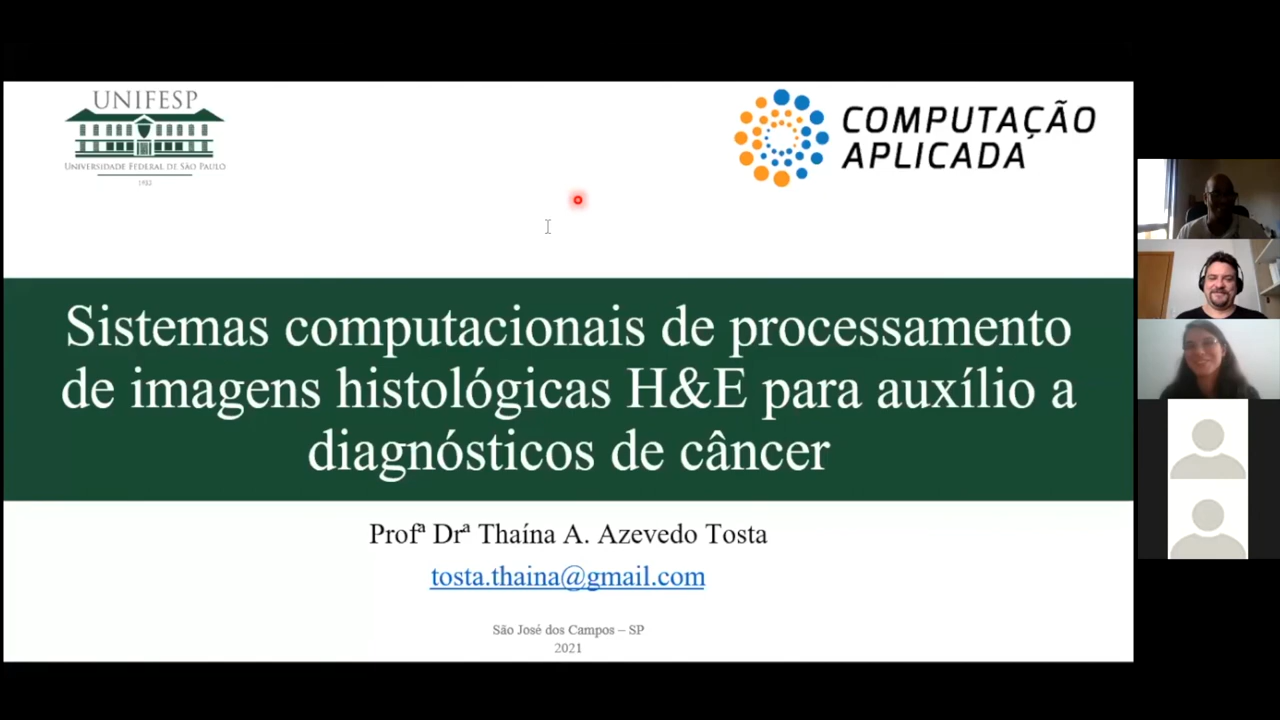 UNIFESP
UNIVERSIDADE FEDERAL DE SÃO PAULO
1933
COMPUTAÇÃO
APLICADA
Sistemas computacionais de processamento
de imagens histológicas H&E para auxílio a
diagnósticos de câncer
Profª Drª Thaína A. Azevedo Tosta
tosta.thaina@gmail.com
São José dos Campos – SP
2021